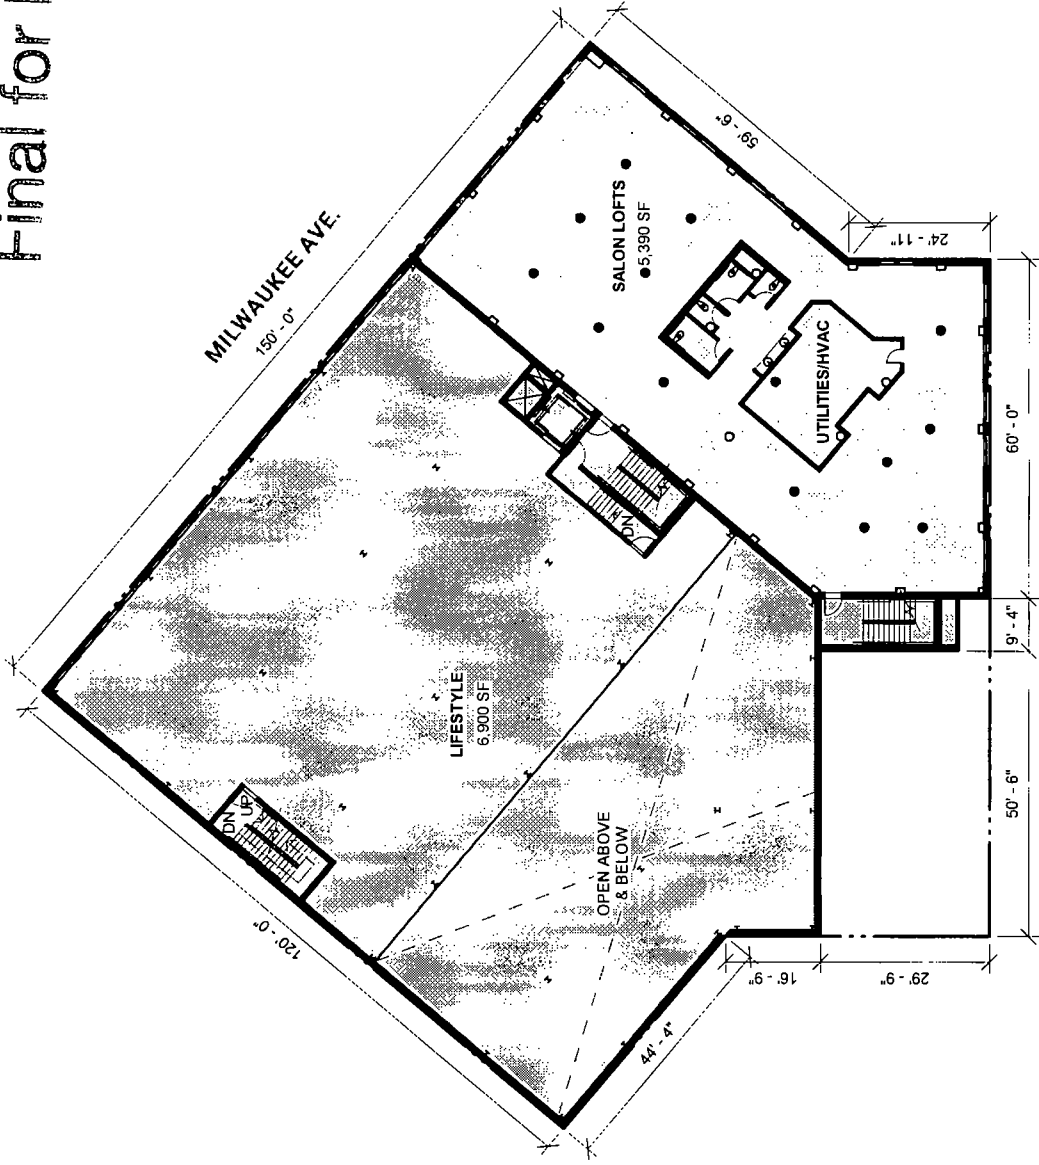 Final for
MILWAUKEE AVE.
150' - 0"
59' - 6"
SALON LOFTS
5,390 SF
24' - 11"
UTILITIES/HVAC
60' - 0"
DN
9' - 4"
LIFESTYLE
6,900 SF
DN
UP
50' - 6"
OPEN ABOVE
& BELOW
120' - 0"
16' - 9"
29' - 9"
44' - 4"